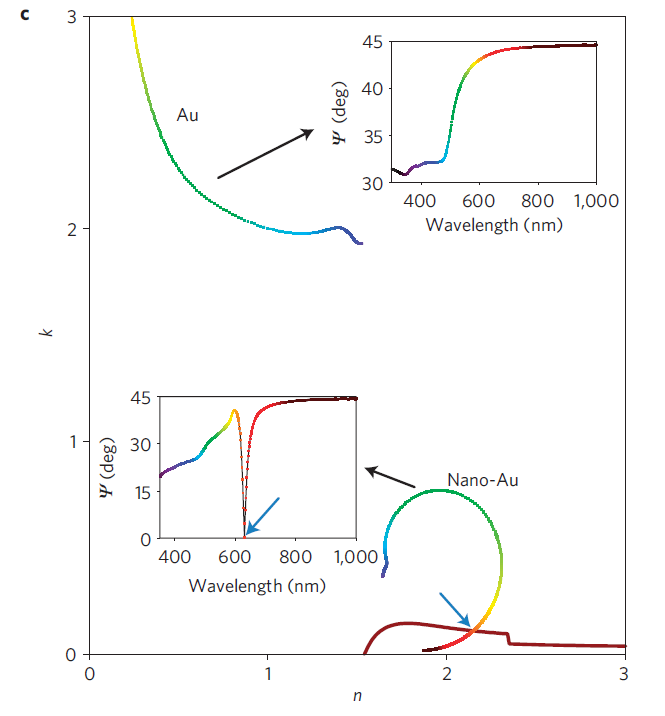 c
3
2
1
0
k
0
1
2
3
n
Au
45
40
35
30
Ψ (deg)
400 600 800 1,000
Wavelength (nm)
45
30
15
0
Ψ (deg)
400 600 800 1,000
Wavelength (nm)
Nano-Au